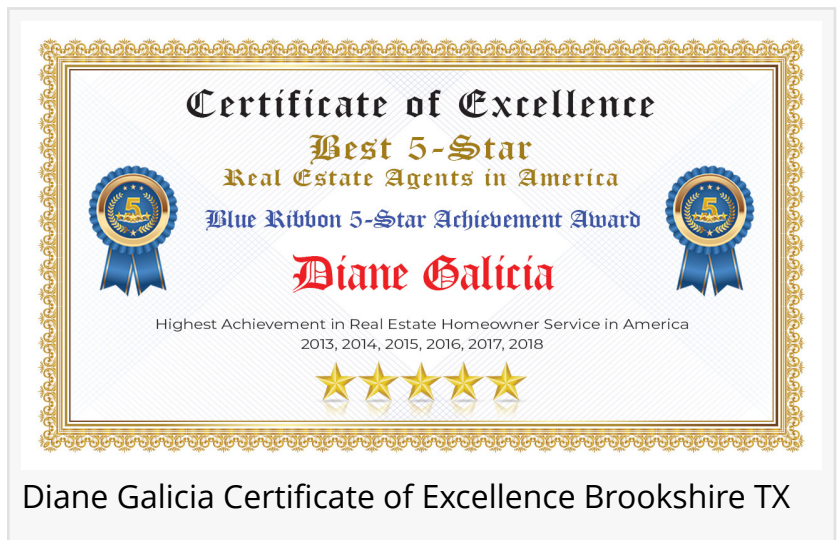 Certificate of Excellence
Best 5-Star
Real Estate Agents in America
Blue Ribbon 5-Star Achievement Award
5
5
Diane Galicia
Highest Achievement in Real Estate Homeowner Service in America
2013, 2014, 2015, 2016, 2017, 2018
Diane Galicia Certificate of Excellence Brookshire TX